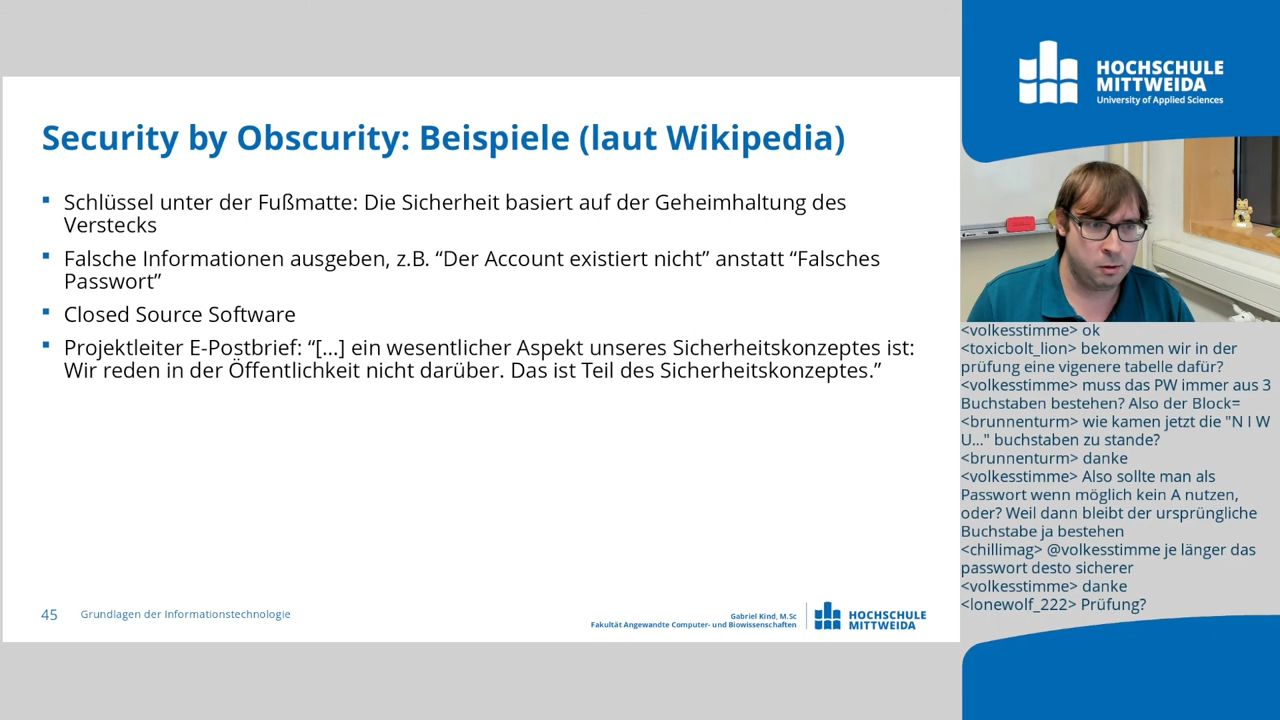 Security by Obscurity: Beispiele (laut Wikipedia)
Schlüssel unter der Fußmatte: Die Sicherheit basiert auf der Geheimhaltung des
Verstecks
Falsche Informationen ausgeben, z.B. “Der Account existiert nicht” anstatt “Falsches
Passwort”
Closed Source Software
Projektleiter E-Postbrief: “[...] ein wesentlicher Aspekt unseres Sicherheitskonzeptes ist:
Wir reden in der Öffentlichkeit nicht darüber. Das ist Teil des Sicherheitskonzeptes.”
45
Grundlagen der Informationstechnologie
Gabriel Kind, M.Sc
Fakultät Angewandte Computer- und Biowissenschaften
HOCHSCHULE
MITTWEIDA
HOCHSCHULE
MITTWEIDA
University of Applied Sciences
<volkesstimme> ok
<toxicbolt_lion> bekommen wir in der
prüfung eine vigenere tabelle dafür?
<volkesstimme> muss das PW immer aus 3
Buchstaben bestehen? Also der Block=
<brunnenturm> wie kamen jetzt die "N I W
U..." buchstaben zu stande?
<brunnenturm> danke
<volkesstimme> Also sollte man als
Passwort wenn möglich kein A nutzen,
oder? Weil dann bleibt der ursprüngliche
Buchstabe ja bestehen
<chillimag> @volkesstimme je länger das
passwort desto sicherer
<volkesstimme> danke
<lonewolf_222> Prüfung?